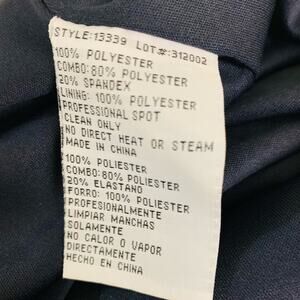 STYLE:13339 LOT#:312002
100% POLYESTER
COMBO:80% POLYESTER
20% SPANDEX
LINING: 100% POLYESTER
PROFESSIONAL SPOT
CLEAN ONLY
NO DIRECT HEAT OR STEAM
MADE IN CHINA
100% POLIESTER
COMBO:80% POLIESTER
20% ELASTANO
FORRO: 100% POLIESTER
PROFESIONALMENTE
LIMPIAR MANCHAS
SOLAMENTE
NO CALOR O VAPOR
DIRECTAMENTE
HECHO EN CHINA